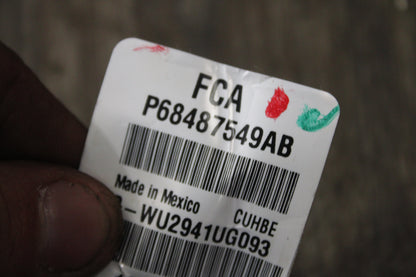 FCA
P68487549AB
Made in Mexico CUHBE
-WU2941UG093